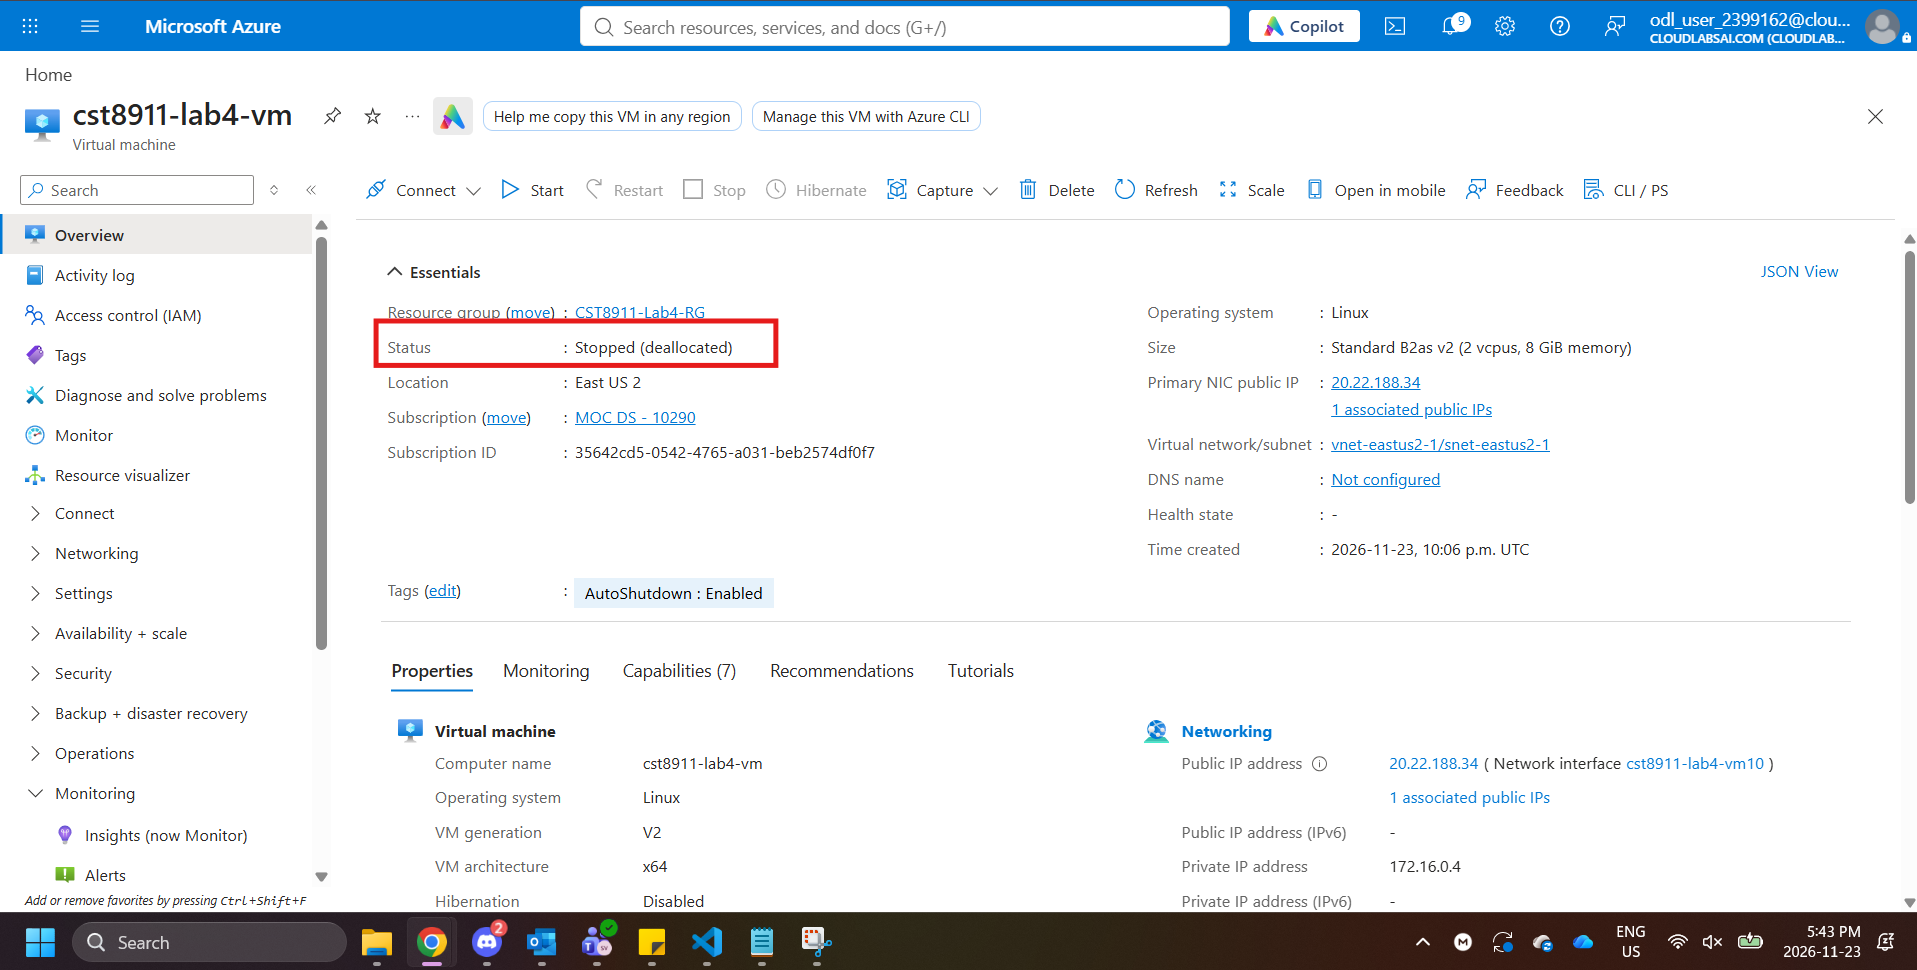 Microsoft Azure
Search resources, services, and docs (G+/)
Copilot
9
odl_user_2399162@clou...
CLOUDLABSAI.COM (CLOUDLAB...
Home
cst8911-lab4-vm
Virtual machine
Help me copy this VM in any region
Manage this VM with Azure CLI
Search
Connect
Start
Restart
Stop
Hibernate
Capture
Delete
Refresh
Scale
Open in mobile
Feedback
CLI / PS
Overview
Activity log
Access control (IAM)
Tags
Diagnose and solve problems
Monitor
Resource visualizer
Connect
Networking
Settings
Availability + scale
Security
Backup + disaster recovery
Operations
Monitoring
Insights (now Monitor)
Alerts
Add or remove favorites by pressing Ctrl+Shift+F
Essentials
JSON View
Resource group (move) : CST8911-Lab4-RG
Status : Stopped (deallocated)
Location : East US 2
Subscription (move) : MOC DS - 10290
Subscription ID : 35642cd5-0542-4765-a031-beb2574df0f7
Operating system : Linux
Size : Standard B2as v2 (2 vcpus, 8 GiB memory)
Primary NIC public IP : 20.22.188.34
1 associated public IPs
Virtual network/subnet : vnet-eastus2-1/snet-eastus2-1
DNS name : Not configured
Health state : -
Time created : 2026-11-23, 10:06 p.m. UTC
Tags (edit) : AutoShutdown : Enabled
Properties
Monitoring
Capabilities (7)
Recommendations
Tutorials
Virtual machine
Computer name cst8911-lab4-vm
Operating system Linux
VM generation V2
VM architecture x64
Hibernation Disabled
Networking
Public IP address 20.22.188.34 ( Network interface cst8911-lab4-vm10 )
1 associated public IPs
Public IP address (IPv6) -
Private IP address 172.16.0.4
Private IP address (IPv6) -
Search
2
ENG
US
5:43 PM
2026-11-23